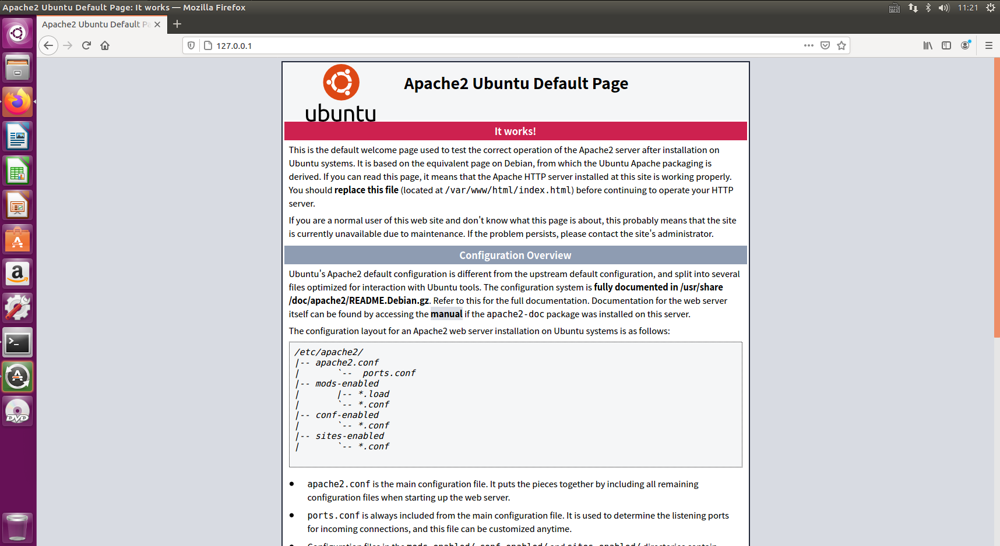 Apache2 Ubuntu Default Page: It works — Mozilla Firefox
11:21
Apache2 Ubuntu Default Pa
127.0.0.1
ubuntu
Apache2 Ubuntu Default Page
It works!
This is the default welcome page used to test the correct operation of the Apache2 server after installation on
Ubuntu systems. It is based on the equivalent page on Debian, from which the Ubuntu Apache packaging is
derived. If you can read this page, it means that the Apache HTTP server installed at this site is working properly.
You should replace this file (located at /var/www/html/index.html) before continuing to operate your HTTP
server.
If you are a normal user of this web site and don't know what this page is about, this probably means that the site
is currently unavailable due to maintenance. If the problem persists, please contact the site's administrator.
Configuration Overview
Ubuntu's Apache2 default configuration is different from the upstream default configuration, and split into several
files optimized for interaction with Ubuntu tools. The configuration system is fully documented in /usr/share
/doc/apache2/README.Debian.gz. Refer to this for the full documentation. Documentation for the web server
itself can be found by accessing the manual if the apache2-doc package was installed on this server.
The configuration layout for an Apache2 web server installation on Ubuntu systems is as follows:
/etc/apache2/
|-- apache2.conf
|       `--  ports.conf
|-- mods-enabled
|       |-- *.load
|       `-- *.conf
|-- conf-enabled
|       `-- *.conf
|-- sites-enabled
|       `-- *.conf
● apache2.conf is the main configuration file. It puts the pieces together by including all remaining
configuration files when starting up the web server.
● ports.conf is always included from the main configuration file. It is used to determine the listening ports
for incoming connections, and this file can be customized anytime.
● Configuration files in the mods-enabled/, conf-enabled/ and sites-enabled/ directories contain
a
DVD